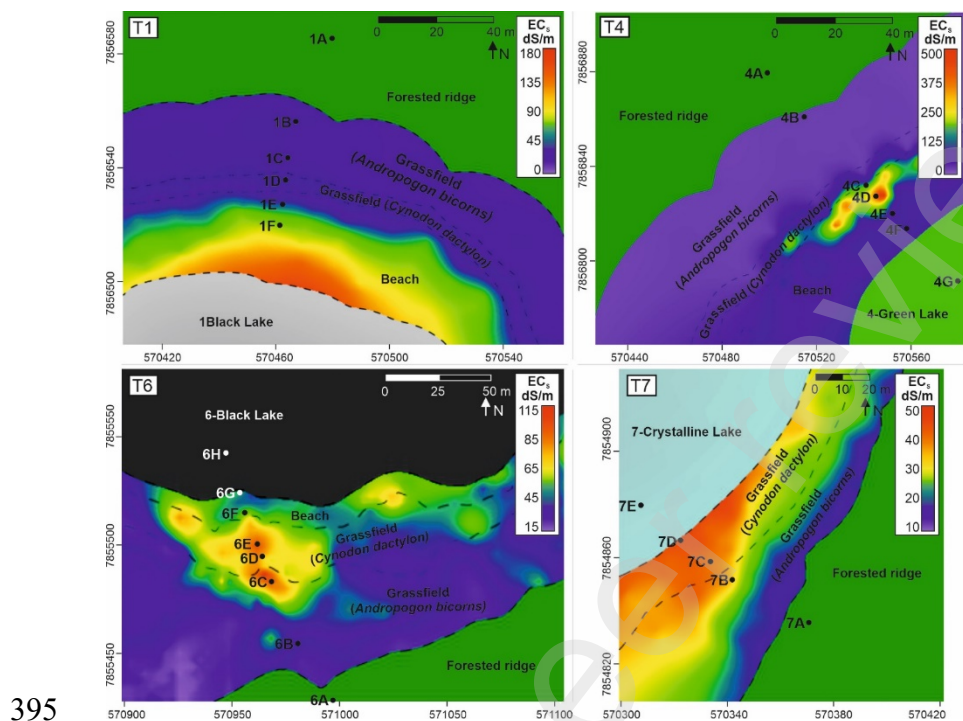 T1
1A
0 20 40 m
N
ECs
dS/m
180
135
90
45
0
Forested ridge
1B
1C
1D
1E
1F
Grassfield
(Andropogon bicorns)
Grassfield (Cynodon dactylon)
Beach
1Black Lake
7856580
7856540
7856500
570420 570460 570500 570540
T4
0 20 40 m
N
ECs
dS/m
500
375
250
125
0
4A
4B
Forested ridge
4C
4D
4E
4F
4G
Grassfield
(Andropogon bicorns)
Grassfield (Cynodon dactylon)
Beach
4-Green Lake
7856880
7856840
7856800
570440 570480 570520 570560
T6
0 25 50 m
N
ECs
dS/m
115
95
85
65
45
35
15
6-Black Lake
6H
6G
6F
6E
6D
6C
6B
6A
Beach
Grassfield
(Cynodon dactylon)
Grassfield
(Andropogon bicorns)
Forested ridge
7855550
7855500
7855450
570900 570950 571000 571050 571100
T7
0 10 20 m
N
ECs
dS/m
50
40
30
20
10
7-Crystalline Lake
7E
7D
7C
7B
7A
Grassfield
(Cynodon dactylon)
Grassfield
(Andropogon bicorns)
Forested ridge
7854900
7854860
7854820
570300 570340 570380 570420
395